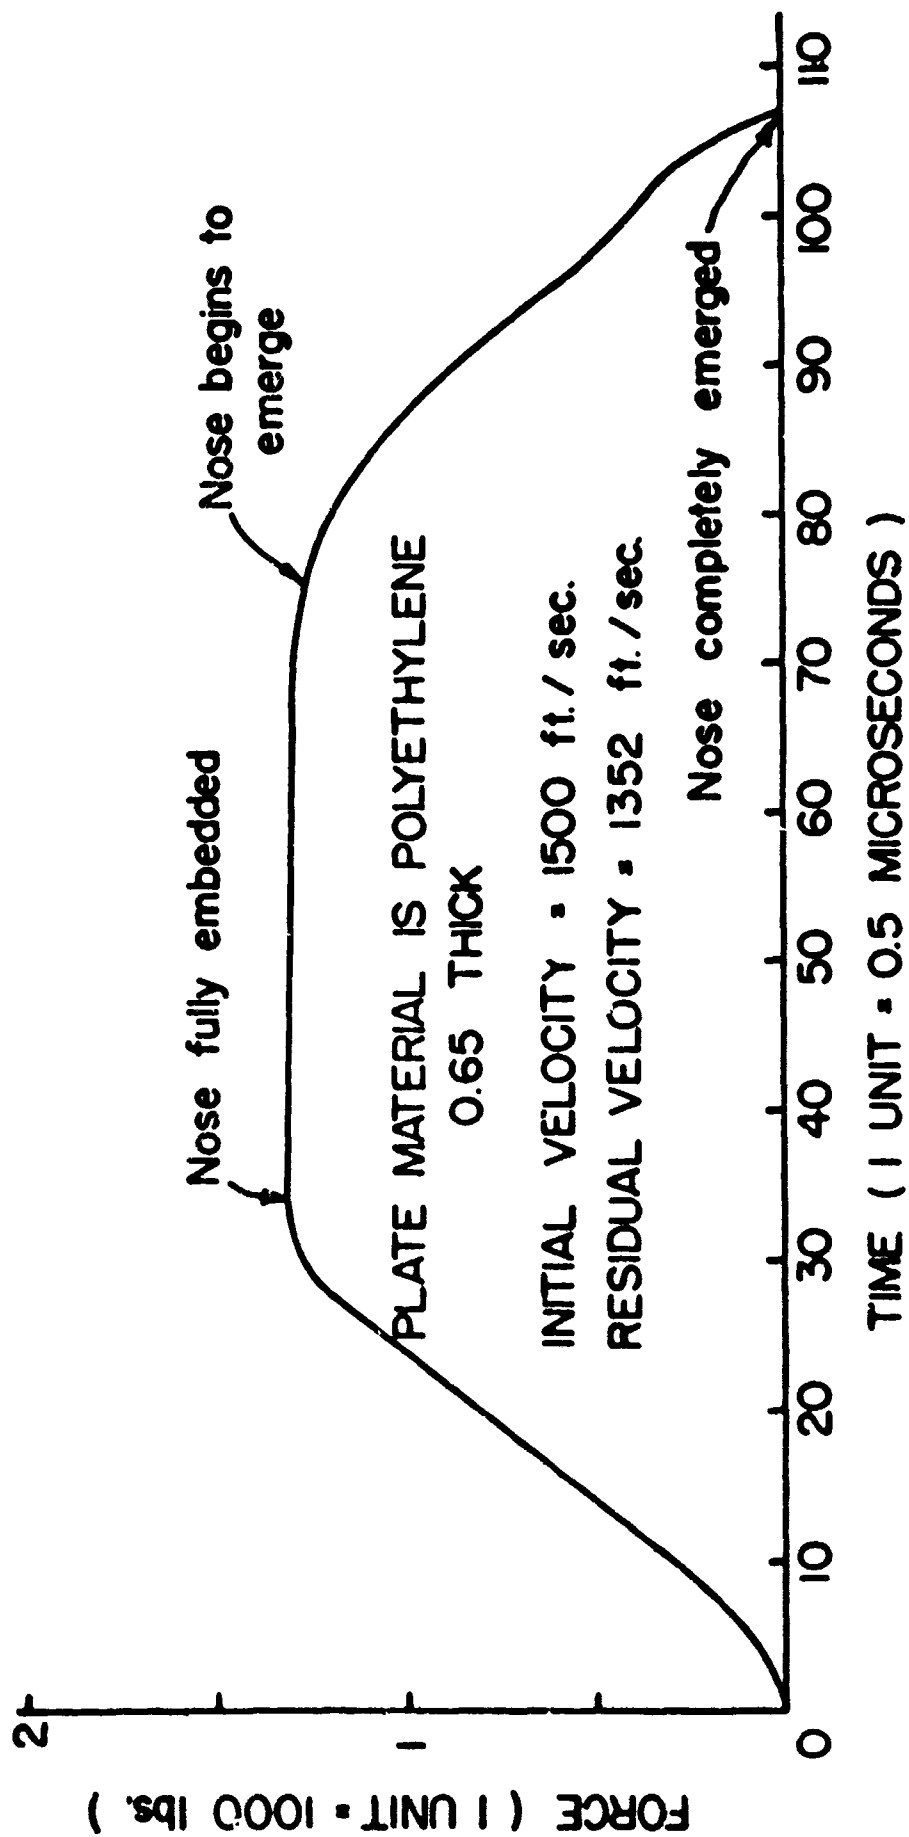 FORCE ( 1 UNIT = 1000 lbs. )
2
1
0
Nose fully embedded
Nose begins to
emerge
PLATE MATERIAL IS POLYETHYLENE
0.65 THICK
INITIAL VELOCITY = 1500 ft./sec.
RESIDUAL VELOCITY = 1352 ft./sec.
Nose completely emerged
10 20 30 40 50 60 70 80 90 100 110
TIME ( 1 UNIT = 0.5 MICROSECONDS )